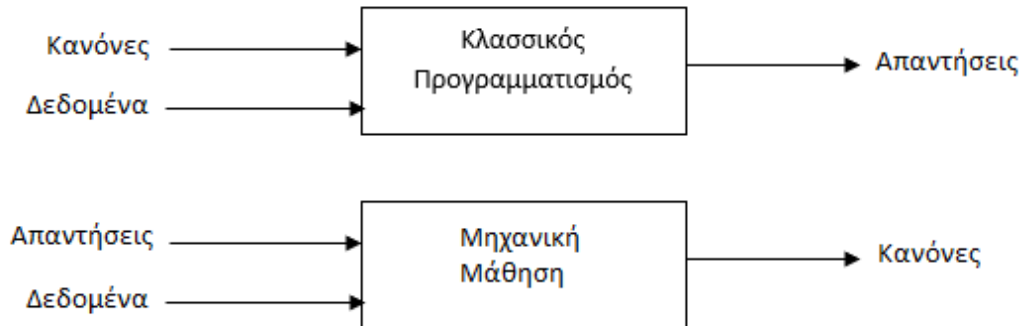 Κανόνες
Δεδομένα
Κλασσικός
Προγραμματισμός
Απαντήσεις
Απαντήσεις
Δεδομένα
Μηχανική
Μάθηση
Κανόνες